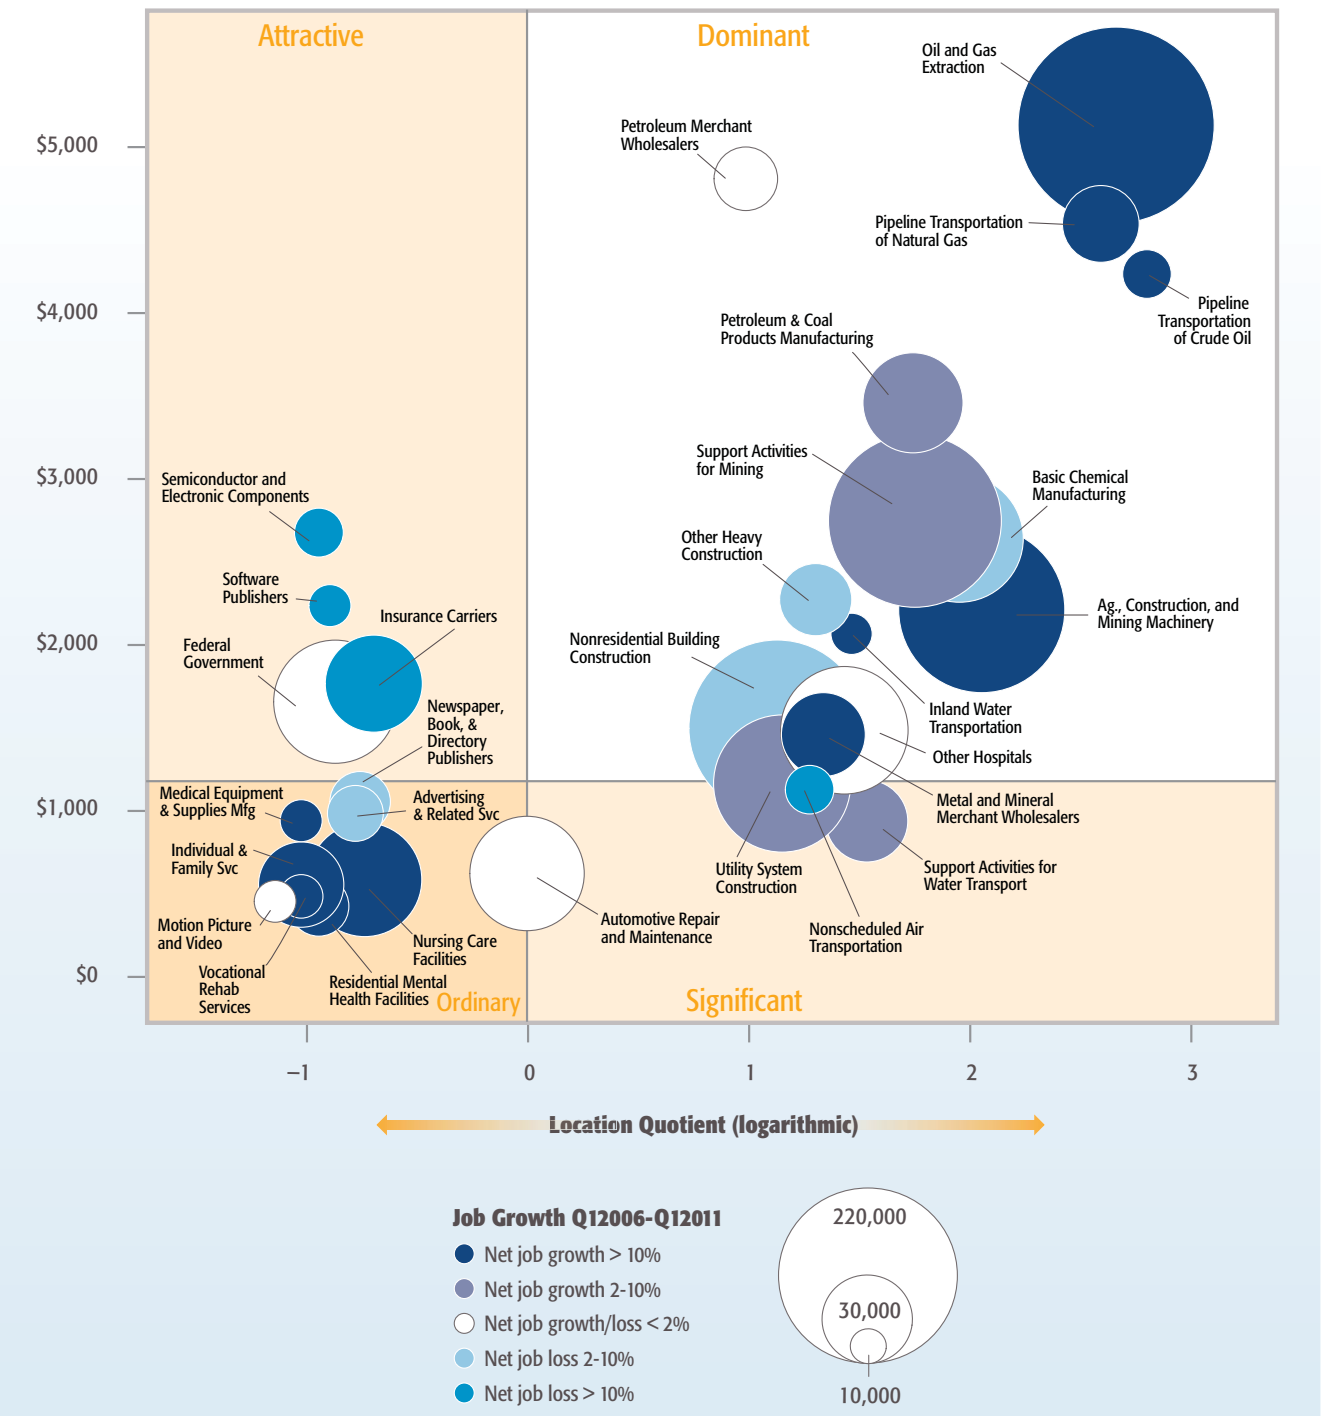 Attractive
Dominant
Oil and Gas
Extraction
Petroleum Merchant
Wholesalers
$5,000
Pipeline Transportation
of Natural Gas
Pipeline
Transportation
of Crude Oil
$4,000
Petroleum & Coal
Products Manufacturing
Support Activities
for Mining
$3,000
Semiconductor and
Electronic Components
Basic Chemical
Manufacturing
Other Heavy
Construction
Software
Publishers
Insurance Carriers
Ag., Construction, and
Mining Machinery
$2,000
Federal
Government
Nonresidential Building
Construction
Newspaper,
Book, &
Directory
Publishers
Inland Water
Transportation
Other Hospitals
$1,000
Medical Equipment
& Supplies Mfg
Advertising
& Related Svc
Metal and Mineral
Merchant Wholesalers
Individual &
Family Svc
Utility System
Construction
Support Activities for
Water Transport
Motion Picture
and Video
Automotive Repair
and Maintenance
Nonscheduled Air
Transportation
Nursing Care
Facilities
$0
Vocational
Rehab
Services
Residential Mental
Health Facilities
Ordinary
Significant
−1
0
1
2
3
Location Quotient (logarithmic)
Job Growth Q12006-Q12011
Net job growth > 10%
Net job growth 2-10%
Net job growth/loss < 2%
Net job loss 2-10%
Net job loss > 10%
220,000
30,000
10,000